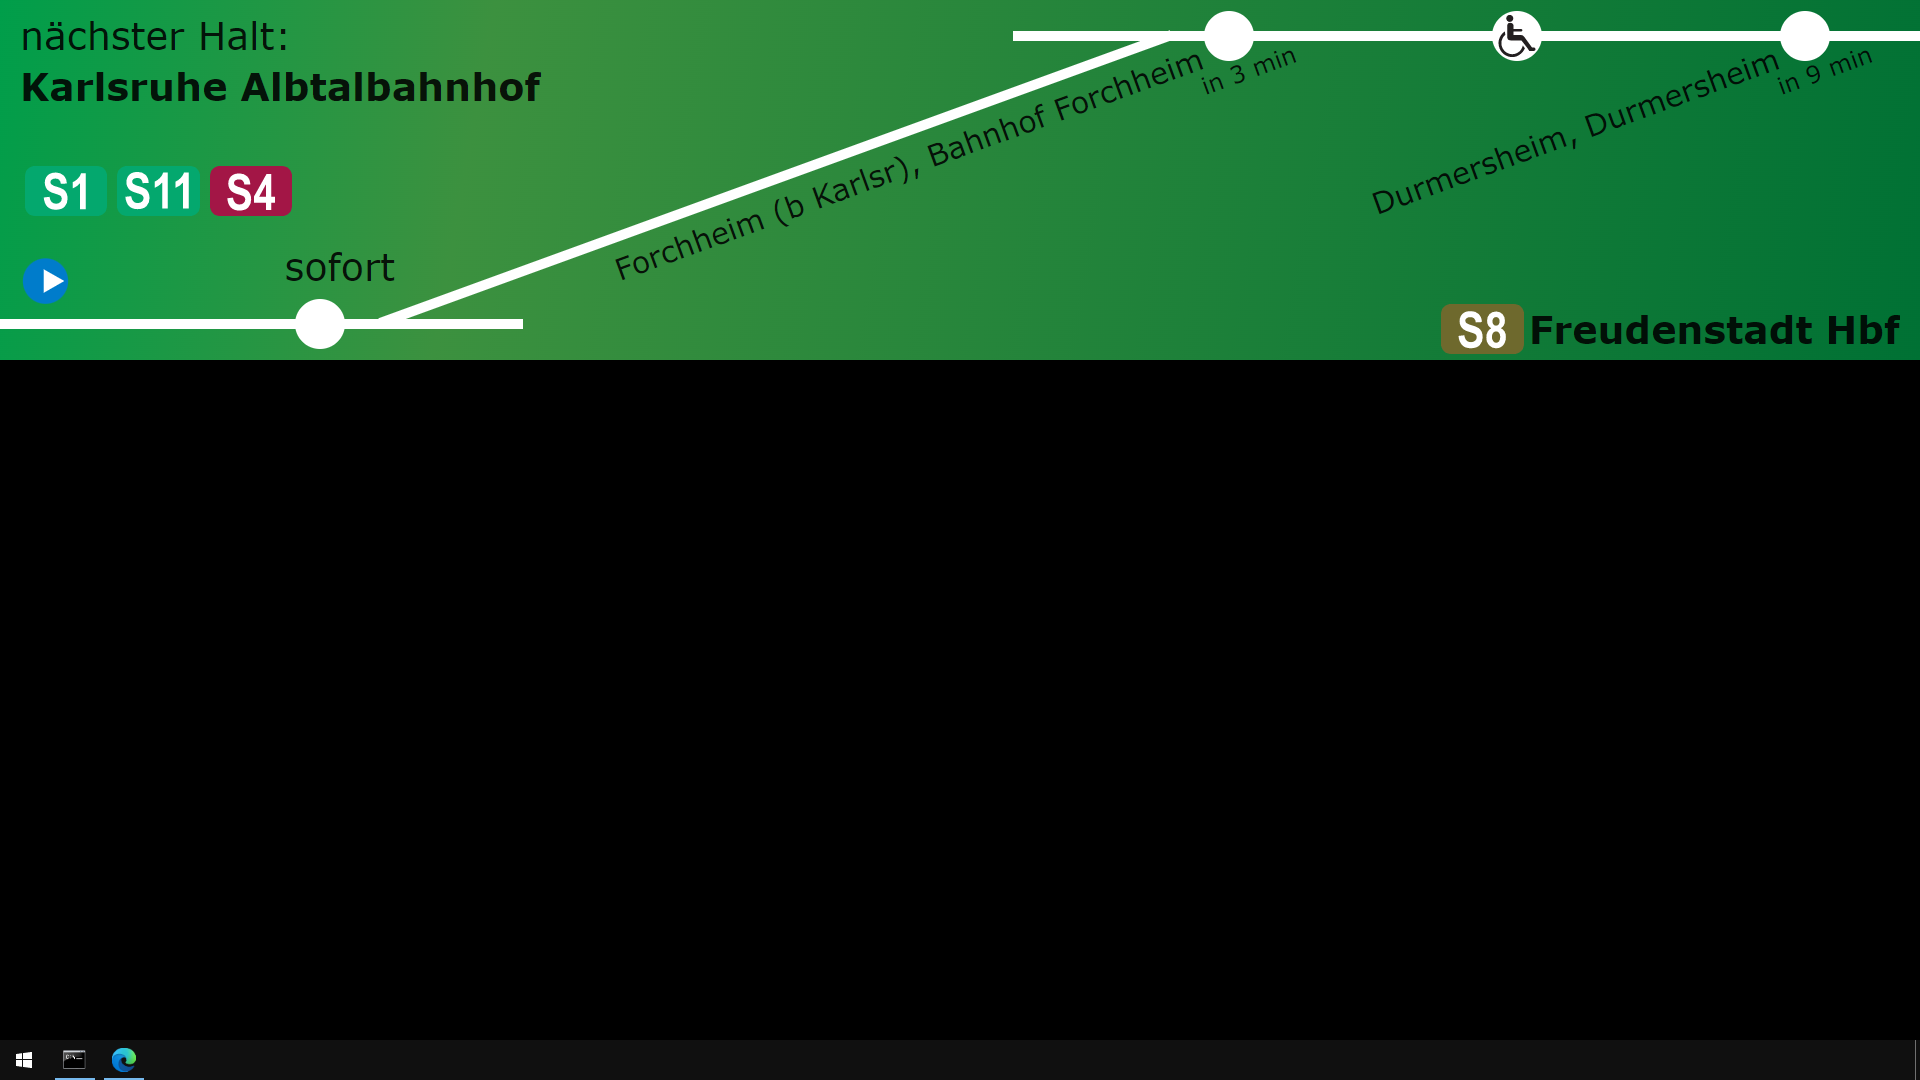 nächster Halt:
Karlsruhe Albtalbahnhof
S1 S11 S4
sofort
Forchheim (b Karlsr), Bahnhof Forchheim
in 3 min
Durmersheim, Durmersheim
in 9 min
S8 Freudenstadt Hbf